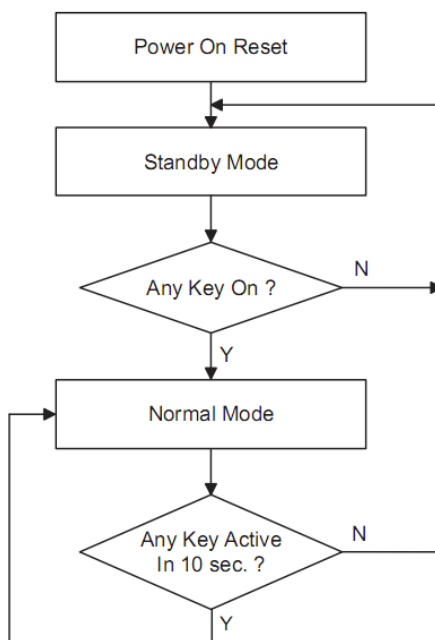 Power On Reset
Standby Mode
Any Key On ?
N
Y
Normal Mode
Any Key Active
In 10 sec. ?
N
Y